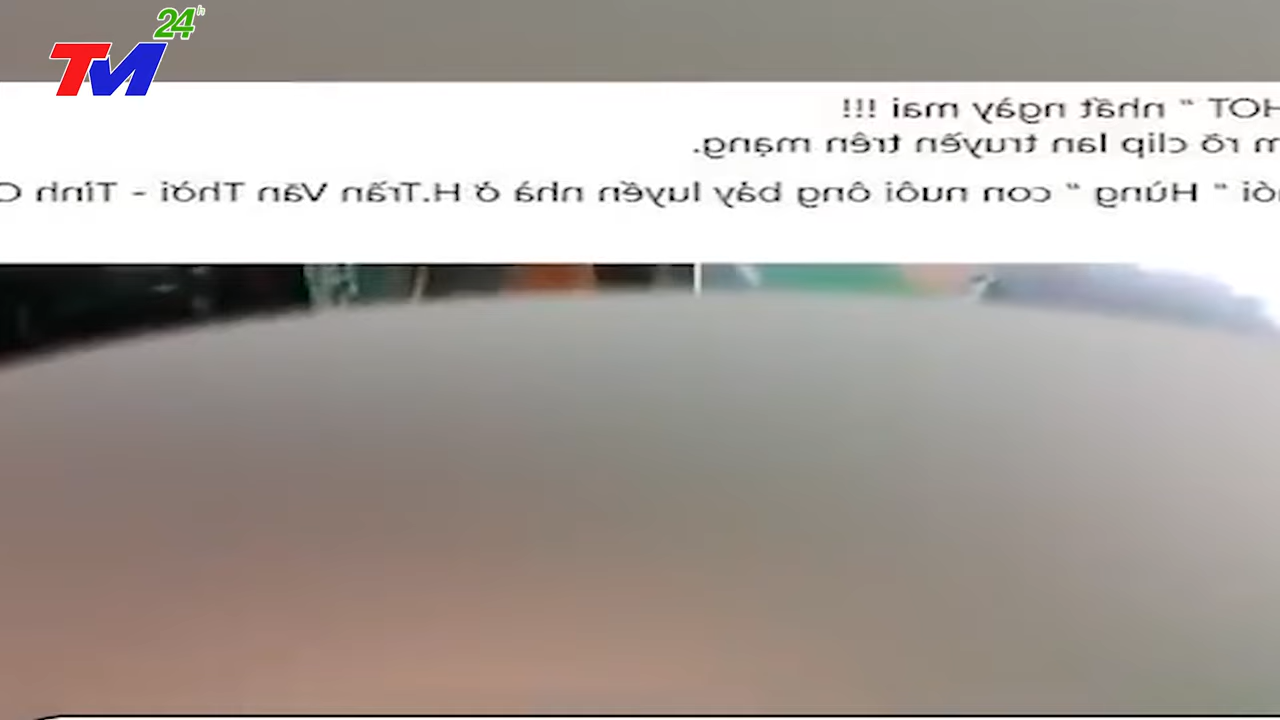 TM 24h
HOT “ nhất ngày mai !!!
rõ clip lan truyền trên mạng.
“ Hùng “ con nuôi ông bảy luyến nhà ở H.Trần Văn Thời - Tỉnh